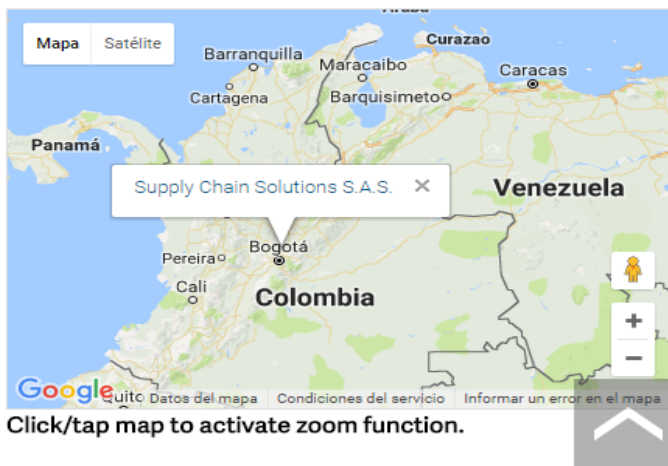 Mapa Satélite
Curazao
Barranquilla
Maracaibo
Caracas
Cartagena
Barquisimeto
Panamá
Supply Chain Solutions S.A.S. ×
Venezuela
Bogotá
Pereira
Cali
Colombia
+
−
Google
Quito
Datos del mapa Condiciones del servicio Informar un error en el mapa
Click/tap map to activate zoom function.